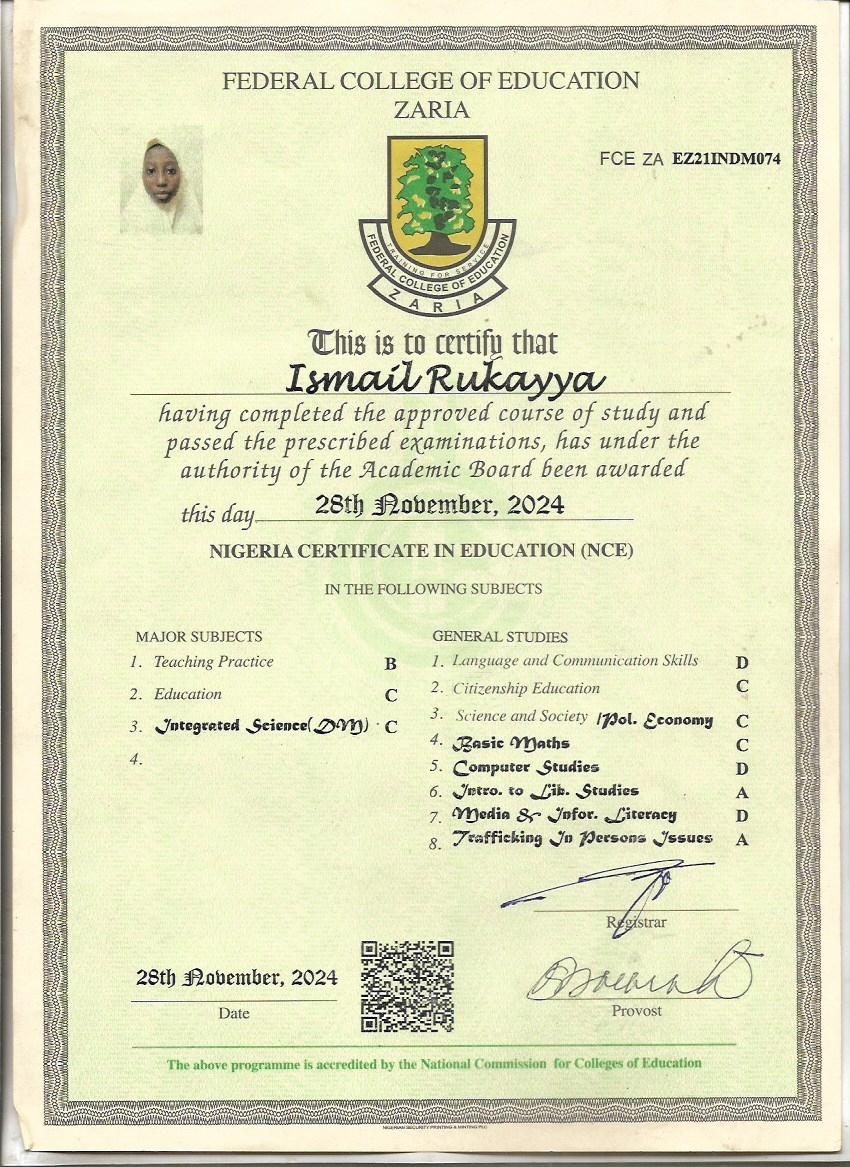 FEDERAL COLLEGE OF EDUCATION
ZARIA
FCE ZA EZ21INDM074
TRAINING FOR SERVICE
FEDERAL COLLEGE OF EDUCATION
ZARIA
This is to certify that
Ismail Rukayya
having completed the approved course of study and
passed the prescribed examinations, has under the
authority of the Academic Board been awarded
this day 28th November, 2024
NIGERIA CERTIFICATE IN EDUCATION (NCE)
IN THE FOLLOWING SUBJECTS
MAJOR SUBJECTS
1. Teaching Practice B
2. Education C
3. Integrated Science(DM) C
4.
GENERAL STUDIES
1. Language and Communication Skills D
2. Citizenship Education C
3. Science and Society /Pol. Economy C
4. Basic Maths C
5. Computer Studies D
6. Intro. to Lib. Studies A
7. Media & Infor. Literacy D
8. Trafficking In Persons Issues A
Registrar
28th November, 2024
Date
Provost
The above programme is accredited by the National Commission for Colleges of Education
NIGERIAN SECURITY PRINTING & MINTING PLC